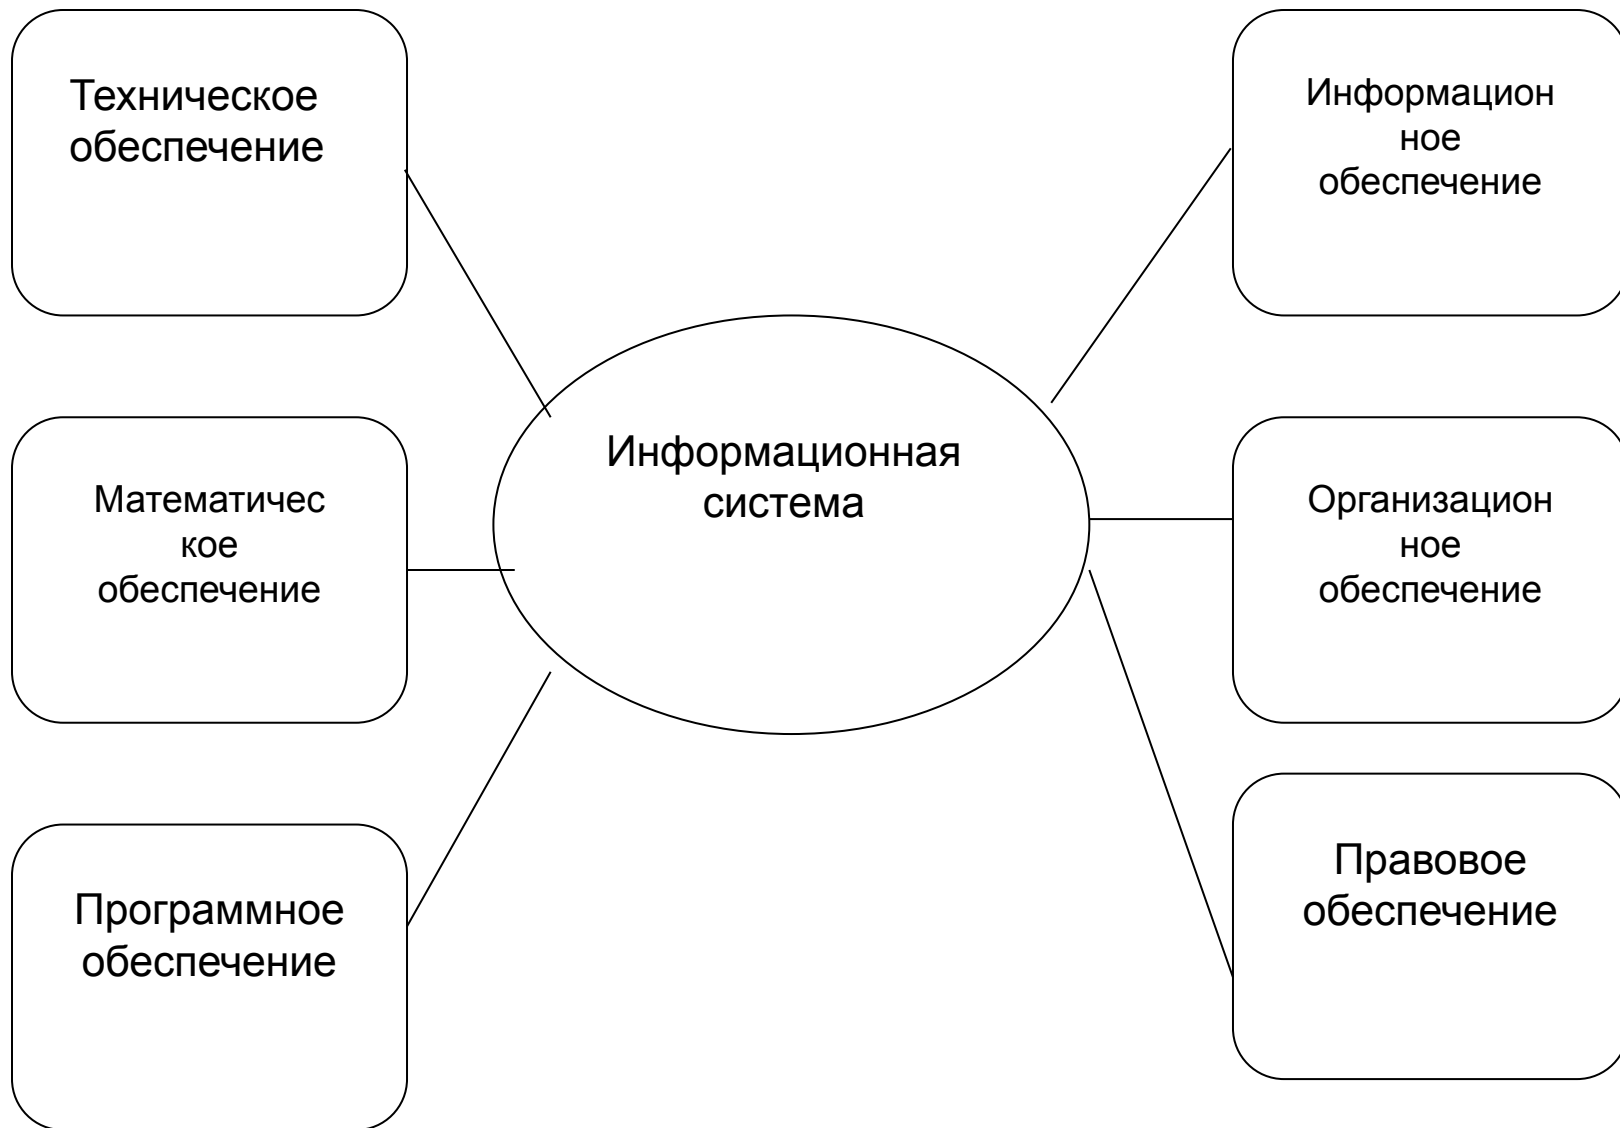 Техническое
обеспечение
Информацион
ное
обеспечение
Информационная
система
Математичес
кое
обеспечение
Организацион
ное
обеспечение
Программное
обеспечение
Правовое
обеспечение